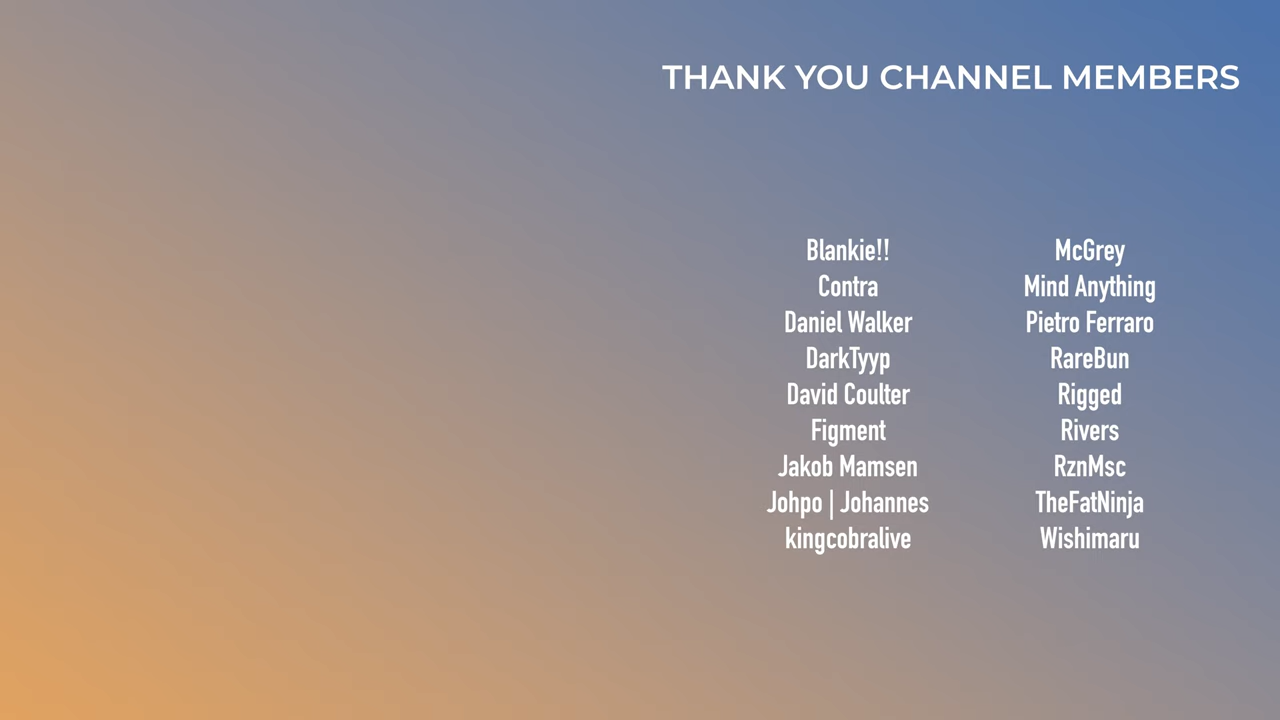 THANK YOU CHANNEL MEMBERS
Blankie!!
Contra
Daniel Walker
DarkTyyp
David Coulter
Figment
Jakob Mamsen
Johpo | Johannes
kingcobralive
McGrey
Mind Anything
Pietro Ferraro
RareBun
Rigged
Rivers
RznMsc
TheFatNinja
Wishimaru